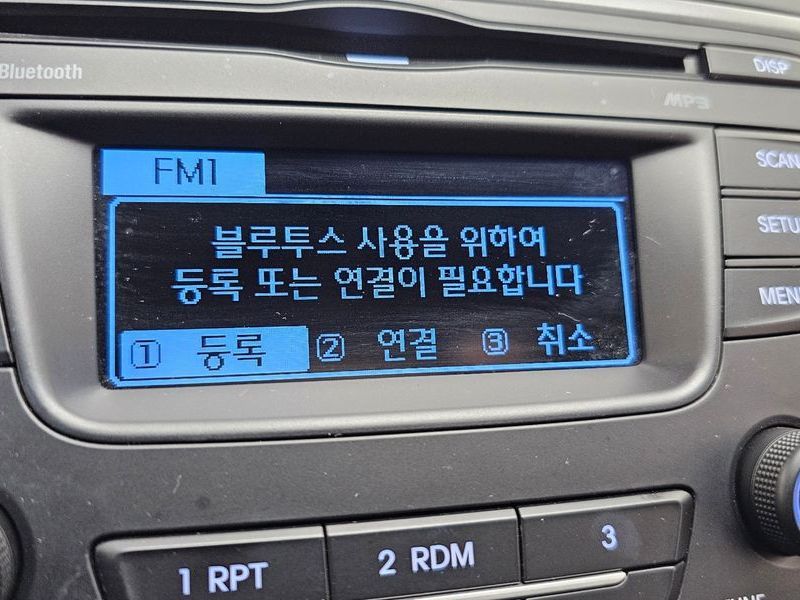 Bluetooth
DISP
MP3
FM1
SCAN
블루투스 사용을 위하여
SETU
등록 또는 연결이 필요합니다
MEN
① 등록 ② 연결 ③ 취소
1 RPT
2 RDM
3
TUNE